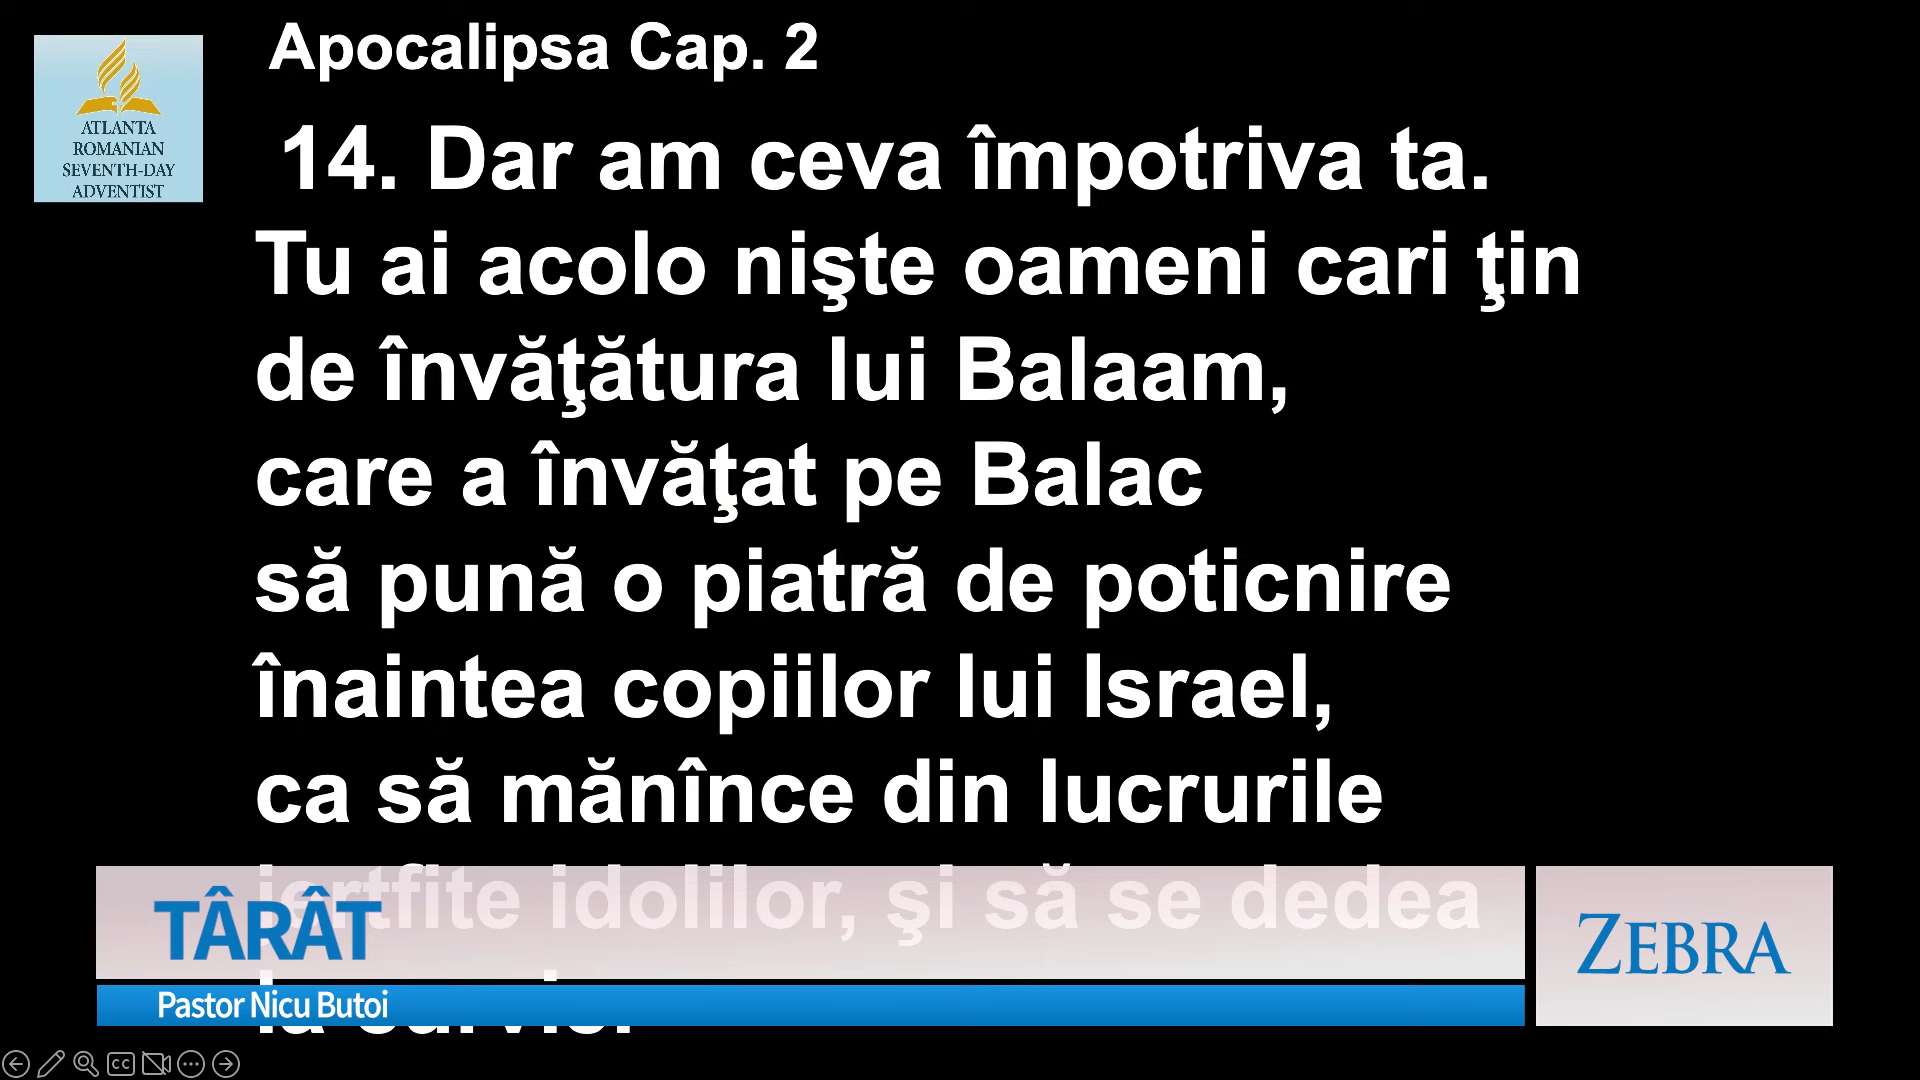 Apocalipsa Cap. 2
ATLANTA
ROMANIAN
SEVENTH-DAY
ADVENTIST
14. Dar am ceva împotriva ta.
Tu ai acolo nişte oameni cari ţin
de învăţătura lui Balaam,
care a învăţat pe Balac
să pună o piatră de poticnire
înaintea copiilor lui Israel,
ca să mănînce din lucrurile
jertfite idolilor, şi să se dedea
TÂRÂT
ZEBRA
Pastor Nicu Butoi
CC